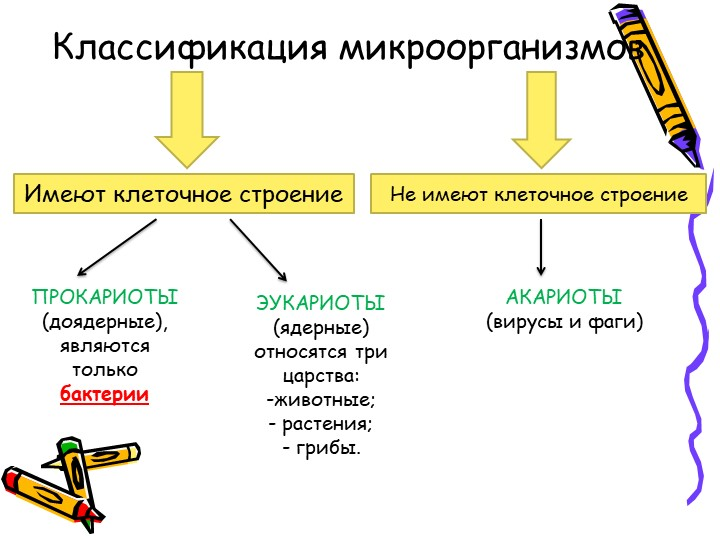 Классификация микроорганизмов
Имеют клеточное строение
Не имеют клеточное строение
ПРОКАРИОТЫ
(доядерные),
являются
только
бактерии
ЭУКАРИОТЫ
(ядерные)
относятся три
царства:
-животные;
- растения;
- грибы.
АКАРИОТЫ
(вирусы и фаги)